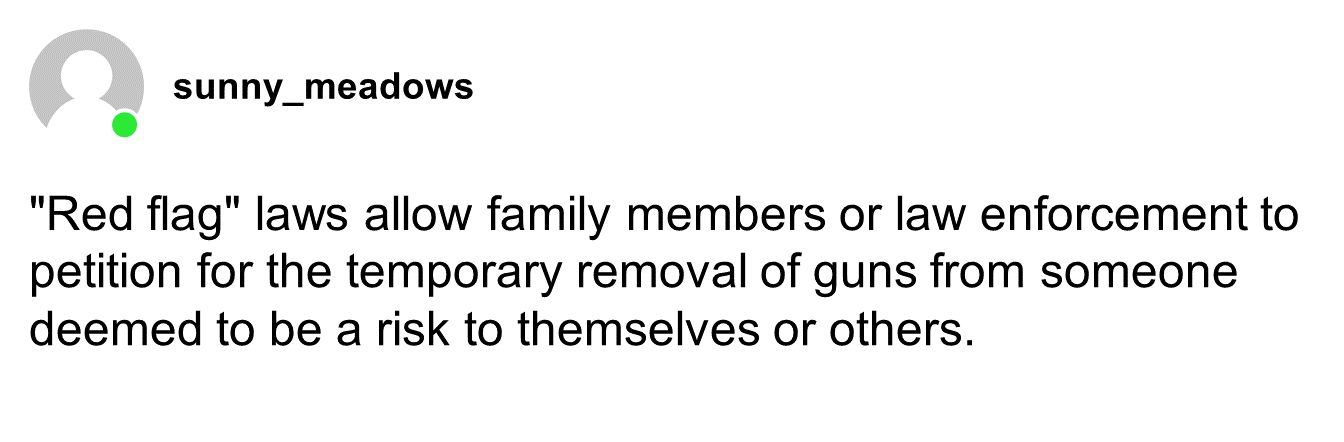 sunny_meadows
"Red flag" laws allow family members or law enforcement to
petition for the temporary removal of guns from someone
deemed to be a risk to themselves or others.